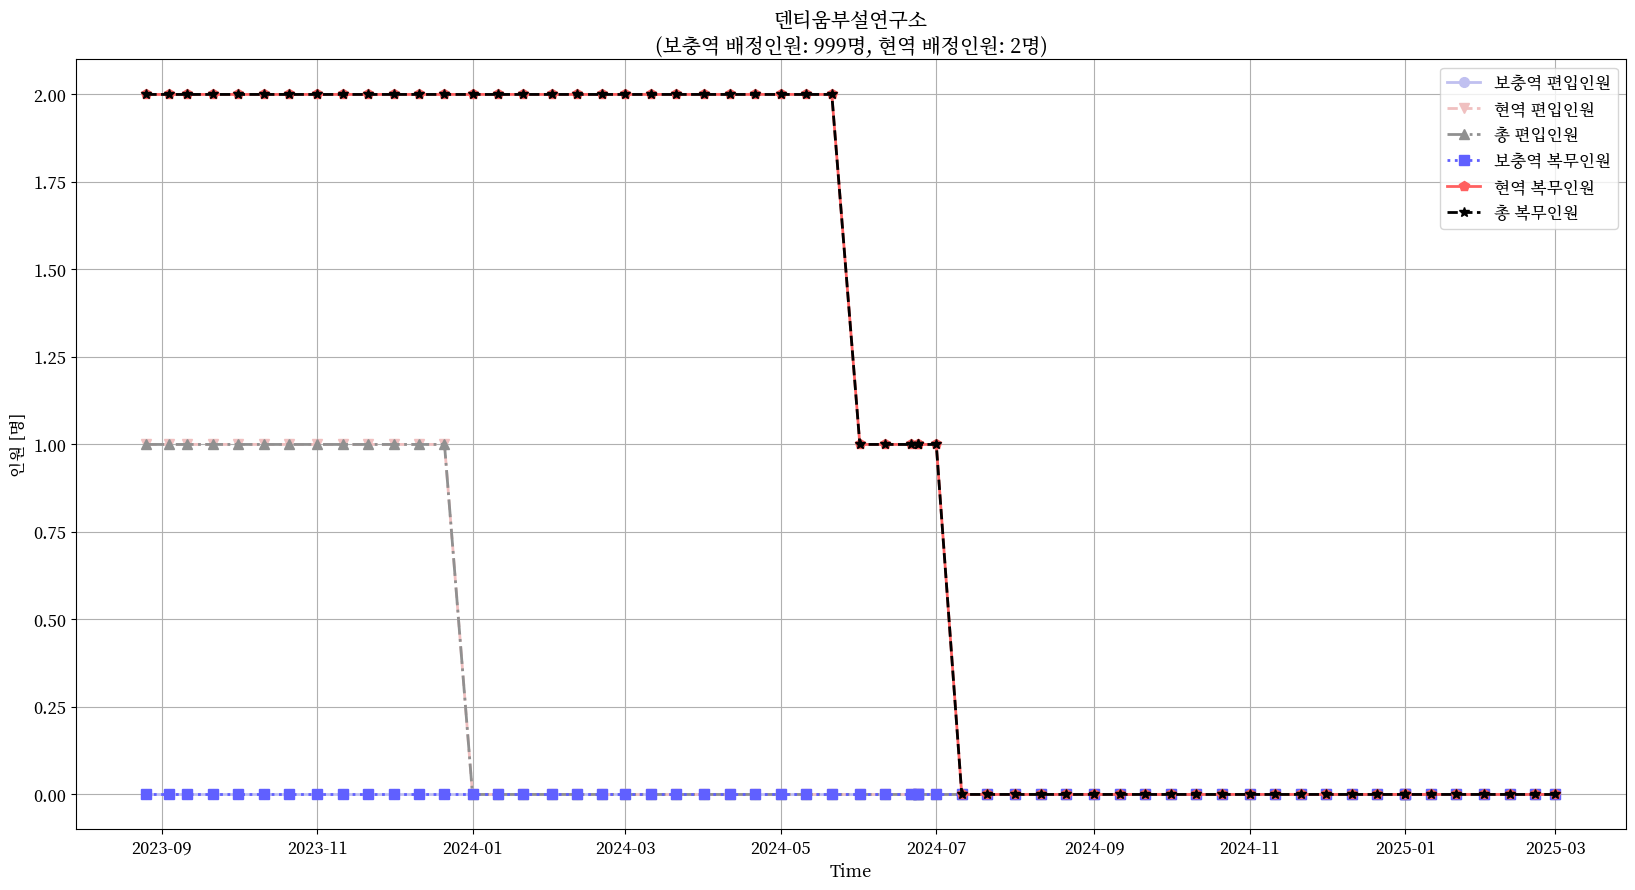 덴티움부설연구소
(보충역 배정인원: 999명, 현역 배정인원: 2명)
보충역 편입인원
현역 편입인원
총 편입인원
보충역 복무인원
현역 복무인원
총 복무인원
2.00
1.75
1.50
1.25
1.00
0.75
0.50
0.25
0.00
인원 [명]
2023-09 2023-11 2024-01 2024-03 2024-05 2024-07 2024-09 2024-11 2025-01 2025-03
Time